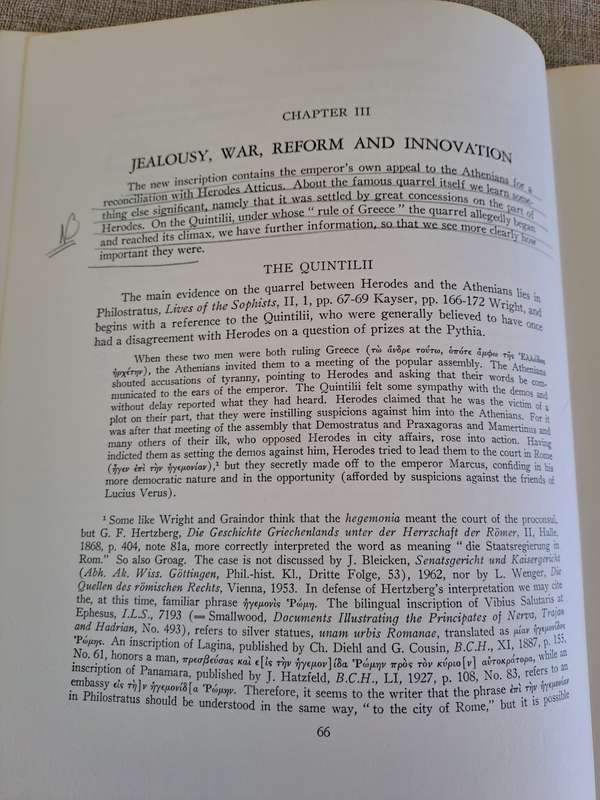 CHAPTER III
JEALOUSY, WAR, REFORM AND INNOVATION
The new inscription contains the emperor's own appeal to the Athenians for a
reconciliation with Herodes Atticus. About the famous quarrel itself we learn some-
thing else significant, namely that it was settled by great concessions on the part of
Herodes. On the Quintilii, under whose "rule of Greece" the quarrel allegedly began
and reached its climax, we have further information, so that we see more clearly how
important they were.
THE QUINTILII
The main evidence on the quarrel between Herodes and the Athenians lies in
Philostratus, Lives of the Sophists, II, 1, pp. 67-69 Kayser, pp. 166-172 Wright, and
begins with a reference to the Quintilii, who were generally believed to have once
had a disagreement with Herodes on a question of prizes at the Pythia.
When these two men were both ruling Greece (τὼ ἄνδρε τούτω, ὁπότε ἄμφω τῆς Ἑλλάδος
ἠρχέτην), the Athenians invited them to a meeting of the popular assembly. The Athenians
shouted accusations of tyranny, pointing to Herodes and asking that their words be com-
municated to the ears of the emperor. The Quintilii felt some sympathy with the demos and
without delay reported what they had heard. Herodes claimed that he was the victim of a
plot on their part, that they were instilling suspicions against him into the Athenians. For it
was after that meeting of the assembly that Demostratus and Praxagoras and Mamertinus and
many others of their ilk, who opposed Herodes in city affairs, rose into action. Having
indicted them as setting the demos against him, Herodes tried to lead them to the court in Rome
(ἦγεν ἐπὶ τὴν ἡγεμονίαν),¹ but they secretly made off to the emperor Marcus, confiding in his
more democratic nature and in the opportunity (afforded by suspicions against the friends of
Lucius Verus).
¹ Some like Wright and Graindor think that the hegemonia meant the court of the proconsul,
but G. F. Hertzberg, Die Geschichte Griechenlands unter der Herrschaft der Römer, II, Halle,
1868, p. 404, note 81a, more correctly interpreted the word as meaning "die Staatsregierung in
Rom." So also Groag. The case is not discussed by J. Bleicken, Senatsgericht und Kaisergericht
(Abh. Ak. Wiss. Göttingen, Phil.-hist. Kl., Dritte Folge, 53), 1962, nor by L. Wenger, Die
Quellen des römischen Rechts, Vienna, 1953. In defense of Hertzberg's interpretation we may cite
the, at this time, familiar phrase ἡγεμονὶς Ῥώμη. The bilingual inscription of Vibius Salutaris at
Ephesus, I.L.S., 7193 (= Smallwood, Documents Illustrating the Principates of Nerva, Trajan
and Hadrian, No. 493), refers to silver statues, unam urbis Romanae, translated as μίαν ἡγεμονίδος
Ῥώμης. An inscription of Lagina, published by Ch. Diehl and G. Cousin, B.C.H., XI, 1887, p. 155,
No. 61, honors a man, πρεσβεύσας καὶ ε[ἰς τὴν ἡγεμον]ίδα Ῥώμην πρὸς τὸν κύριο[ν] αὐτοκράτορα, while an
inscription of Panamara, published by J. Hatzfeld, B.C.H., LI, 1927, p. 108, No. 83, refers to an
embassy εἰς τὴ]ν ἡγεμονίδ[α Ῥώμην. Therefore, it seems to the writer that the phrase ἐπὶ τὴν ἡγεμονίαν
in Philostratus should be understood in the same way, "to the city of Rome," but it is possible
66